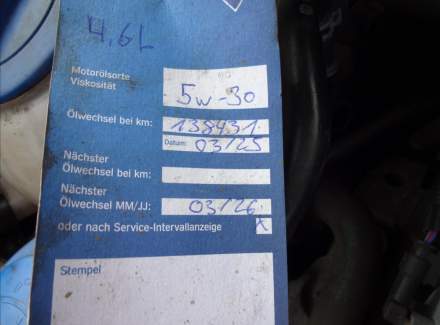 4,6L
Motorölsorte
Viskosität
5W-30
Ölwechsel bei km: 138431
Datum: 03/25
Nächster
Ölwechsel bei km:
Nächster
Ölwechsel MM/JJ: 03/26
oder nach Service-Intervallanzeige x
Stempel